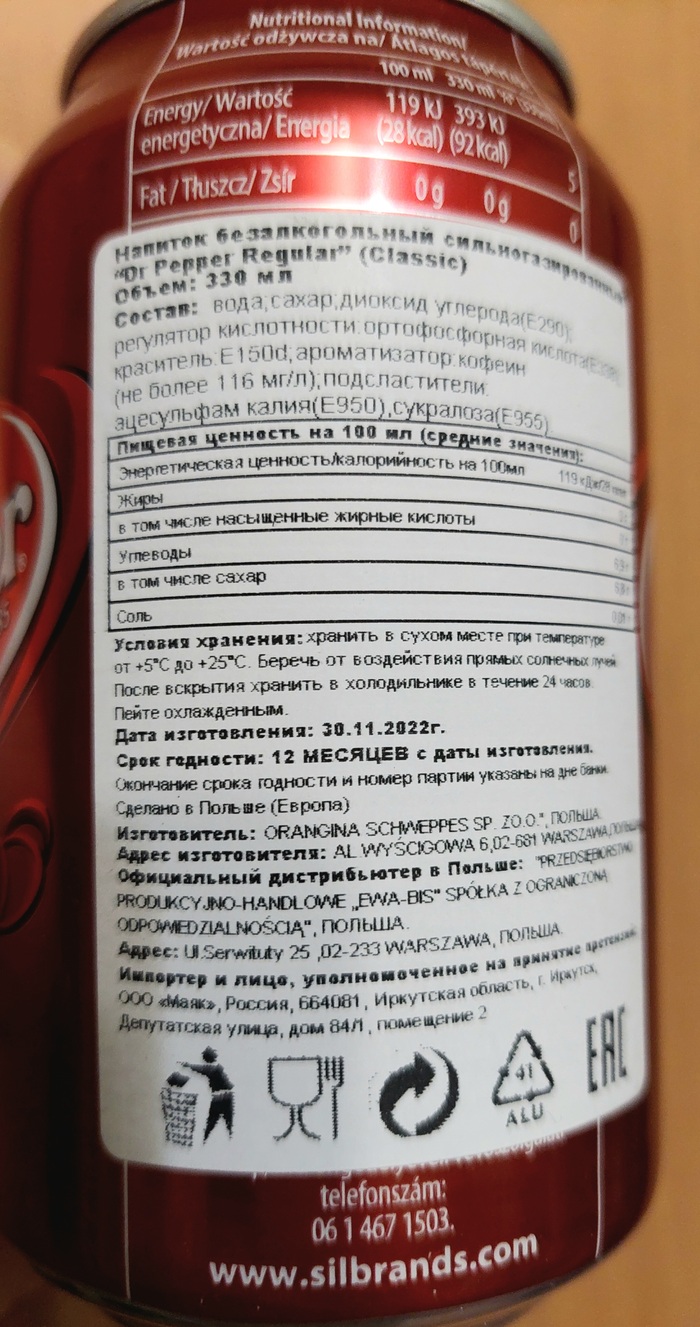 Nutritional Information/
Wartość odżywcza na/ Átlagos
100 ml 330 ml
Energy/ Wartość 119 kJ 393 kJ
energetyczna/ Energia (28 kcal) (92 kcal)
Fat / Tłuszcz/ Zsír 0 g 0 g
Напиток безалкогольный сильногазированный
"Dr Pepper Regular" (Classic)
Объем: 330 мл
Состав: вода;сахар;диоксид углерода(E290);
регулятор кислотности:ортофосфорная кислота
краситель:E150d;ароматизатор:кофеин
(не более 116 мг/л);подсластители:
ацесульфам калия(E950),сукралоза(E955)
Пищевая ценность на 100 мл (средние значения):
Энергетическая ценность/калорийность на 100мл 119 кДж/28 ккал
Жиры
в том числе насыщенные жирные кислоты
Углеводы
в том числе сахар
Соль
Условия хранения: хранить в сухом месте при температуре
от +5°C до +25°C. Беречь от воздействия прямых солнечных лучей.
После вскрытия хранить в холодильнике в течение 24 часов.
Пейте охлажденным.
Дата изготовления: 30.11.2022г.
Срок годности: 12 МЕСЯЦЕВ с даты изготовления.
Окончание срока годности и номер партии указаны на дне банки.
Сделано в Польше (Европа)
Изготовитель: ORANGINA SCHWEPPES SP. ZO.O.", ПОЛЬША.
Адрес изготовителя: AL.WYŚCIGOWA 6,02-681 WARSZAWA,
Официальный дистрибьютер в Польше: "PRZEDSIĘBIORSTWO
PRODUKCYJNO-HANDLOWE „EWA-BIS" SPÓŁKA Z OGRANICZONĄ
ODPOWIEDZIALNOŚCIĄ", ПОЛЬША.
Адрес: Ul.Serwituty 25 ,02-233 WARSZAWA, ПОЛЬША.
Импортер и лицо, уполномоченное на принятие претензий:
ООО «Маяк», Россия, 664081, Иркутская область, г. Иркутск,
Депутатская улица, дом 84/1, помещение 2
41
ALU
EAC
telefonszám:
06 1 467 1503.
www.silbrands.com